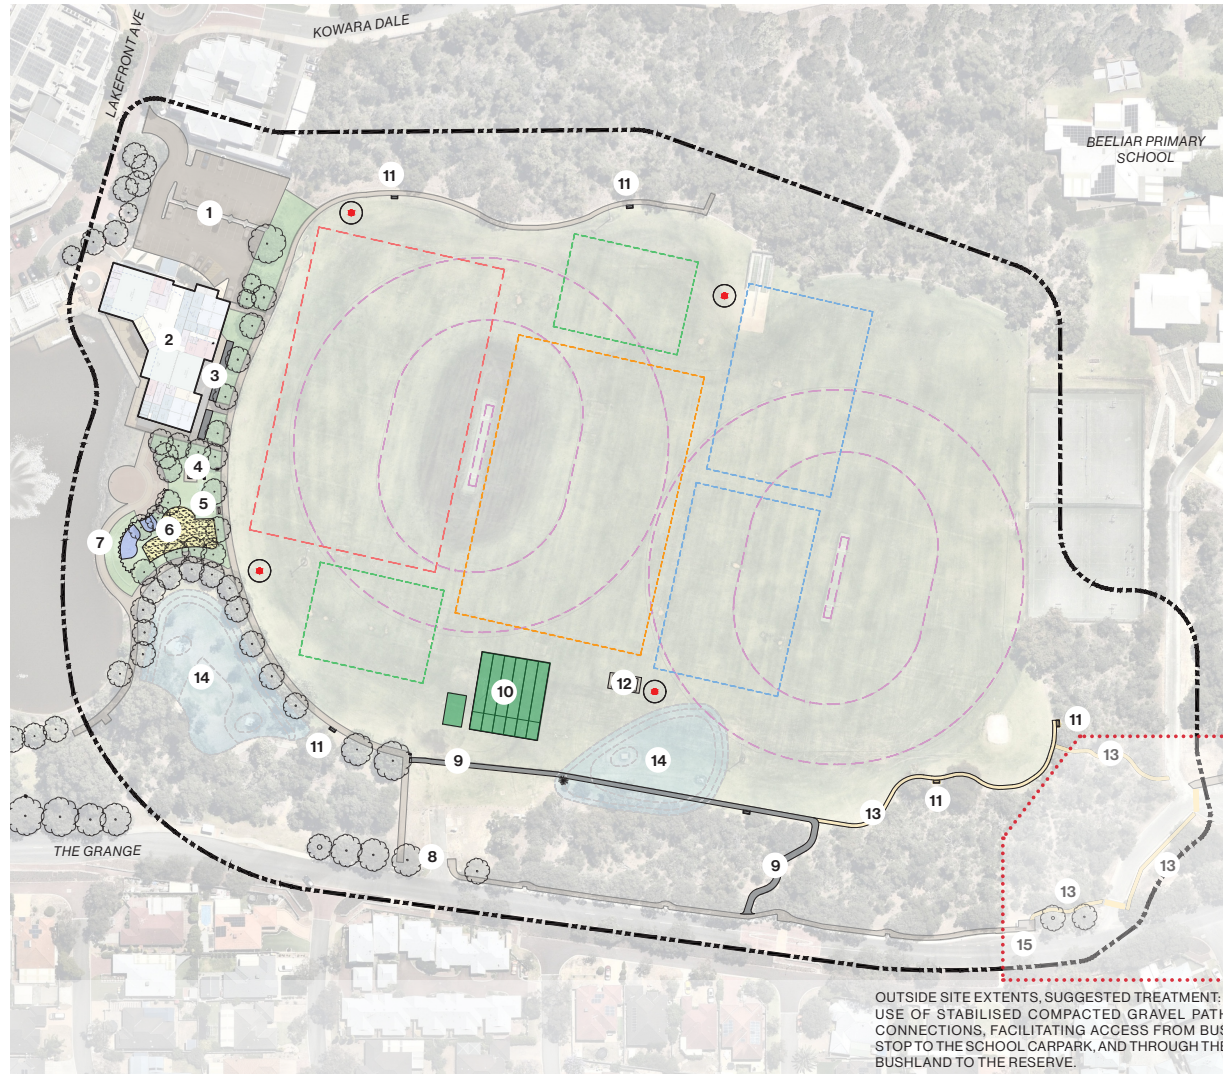 KOWARA DALE
LAKEFRONT AVE
BEELIAR PRIMARY
SCHOOL
11
11
1
2
3
4
5
6
7
14
10
12
11
11
9
14
13
11
13
13
9
8
13
15
THE GRANGE
OUTSIDE SITE EXTENTS, SUGGESTED TREATMENT:
USE OF STABILISED COMPACTED GRAVEL PATH
CONNECTIONS, FACILITATING ACCESS FROM BUS
STOP TO THE SCHOOL CARPARK, AND THROUGH THE
BUSHLAND TO THE RESERVE.